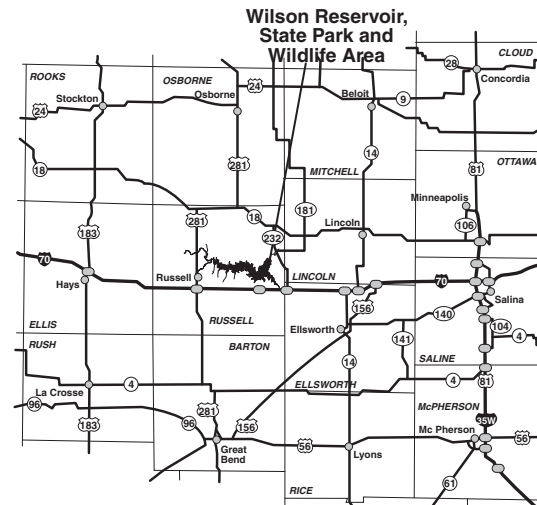 Wilson Reservoir,
State Park and
Wildlife Area
CLOUD
28
ROOKS
OSBORNE
Concordia
24
Stockton
Osborne
Beloit
9
24
81
14
OTTAWA
18
281
MITCHELL
Minneapolis
181
281
18
Lincoln
106
183
232
70
Russell
LINCOLN
70
Hays
156
Salina
140
ELLIS
RUSSELL
Ellsworth
104
4
RUSH
BARTON
141
14
SALINE
La Crosse
4
ELLSWORTH
4
81
96
281
McPHERSON
96
156
35W
183
Great
Bend
56
Mc Pherson
56
Lyons
61
RICE